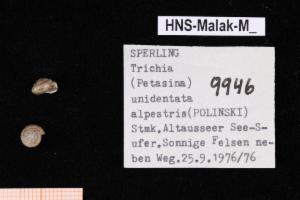 HNS-Malak-M_
SPERLING
Trichia
(Petasina) 9946
unidentata
alpestris(POLINSKI)
Stmk.Altausseer See-S-
ufer.Sonnige Felsen ne-
ben Weg.25.9.1976/76